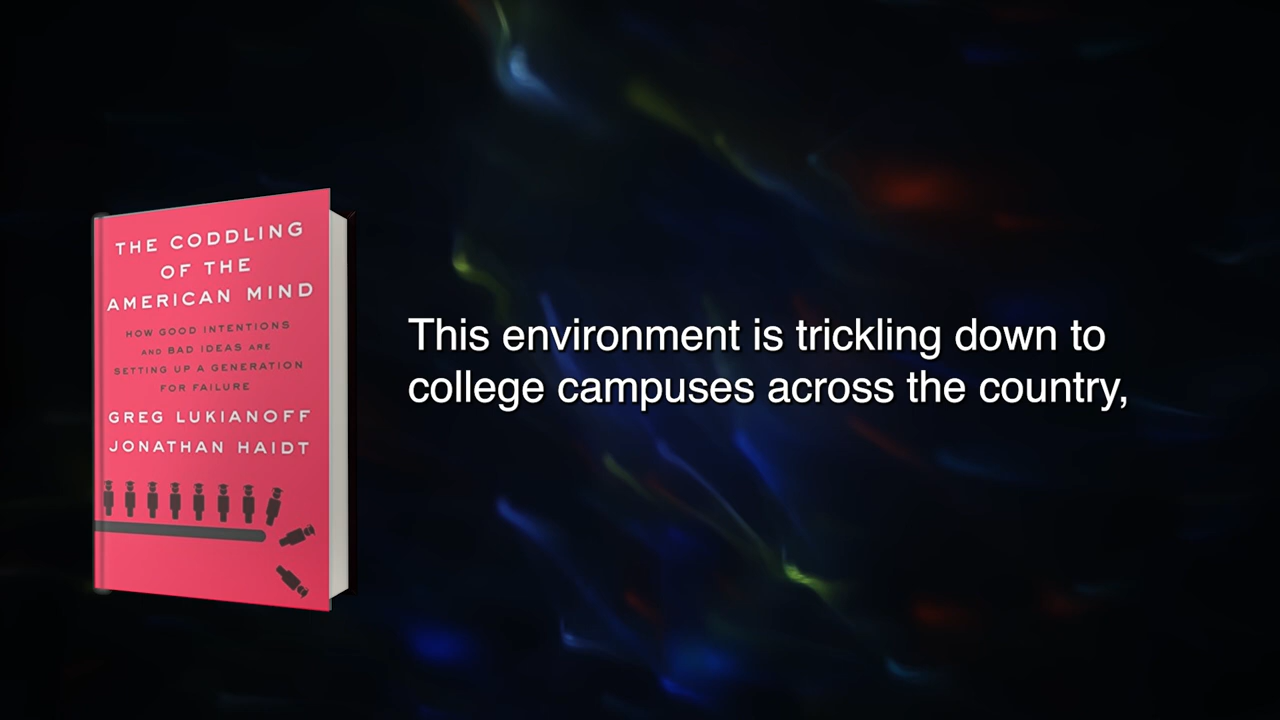 THE CODDLING
OF THE
AMERICAN MIND
HOW GOOD INTENTIONS
AND BAD IDEAS ARE
SETTING UP A GENERATION
FOR FAILURE
GREG LUKIANOFF
JONATHAN HAIDT
This environment is trickling down to
college campuses across the country,